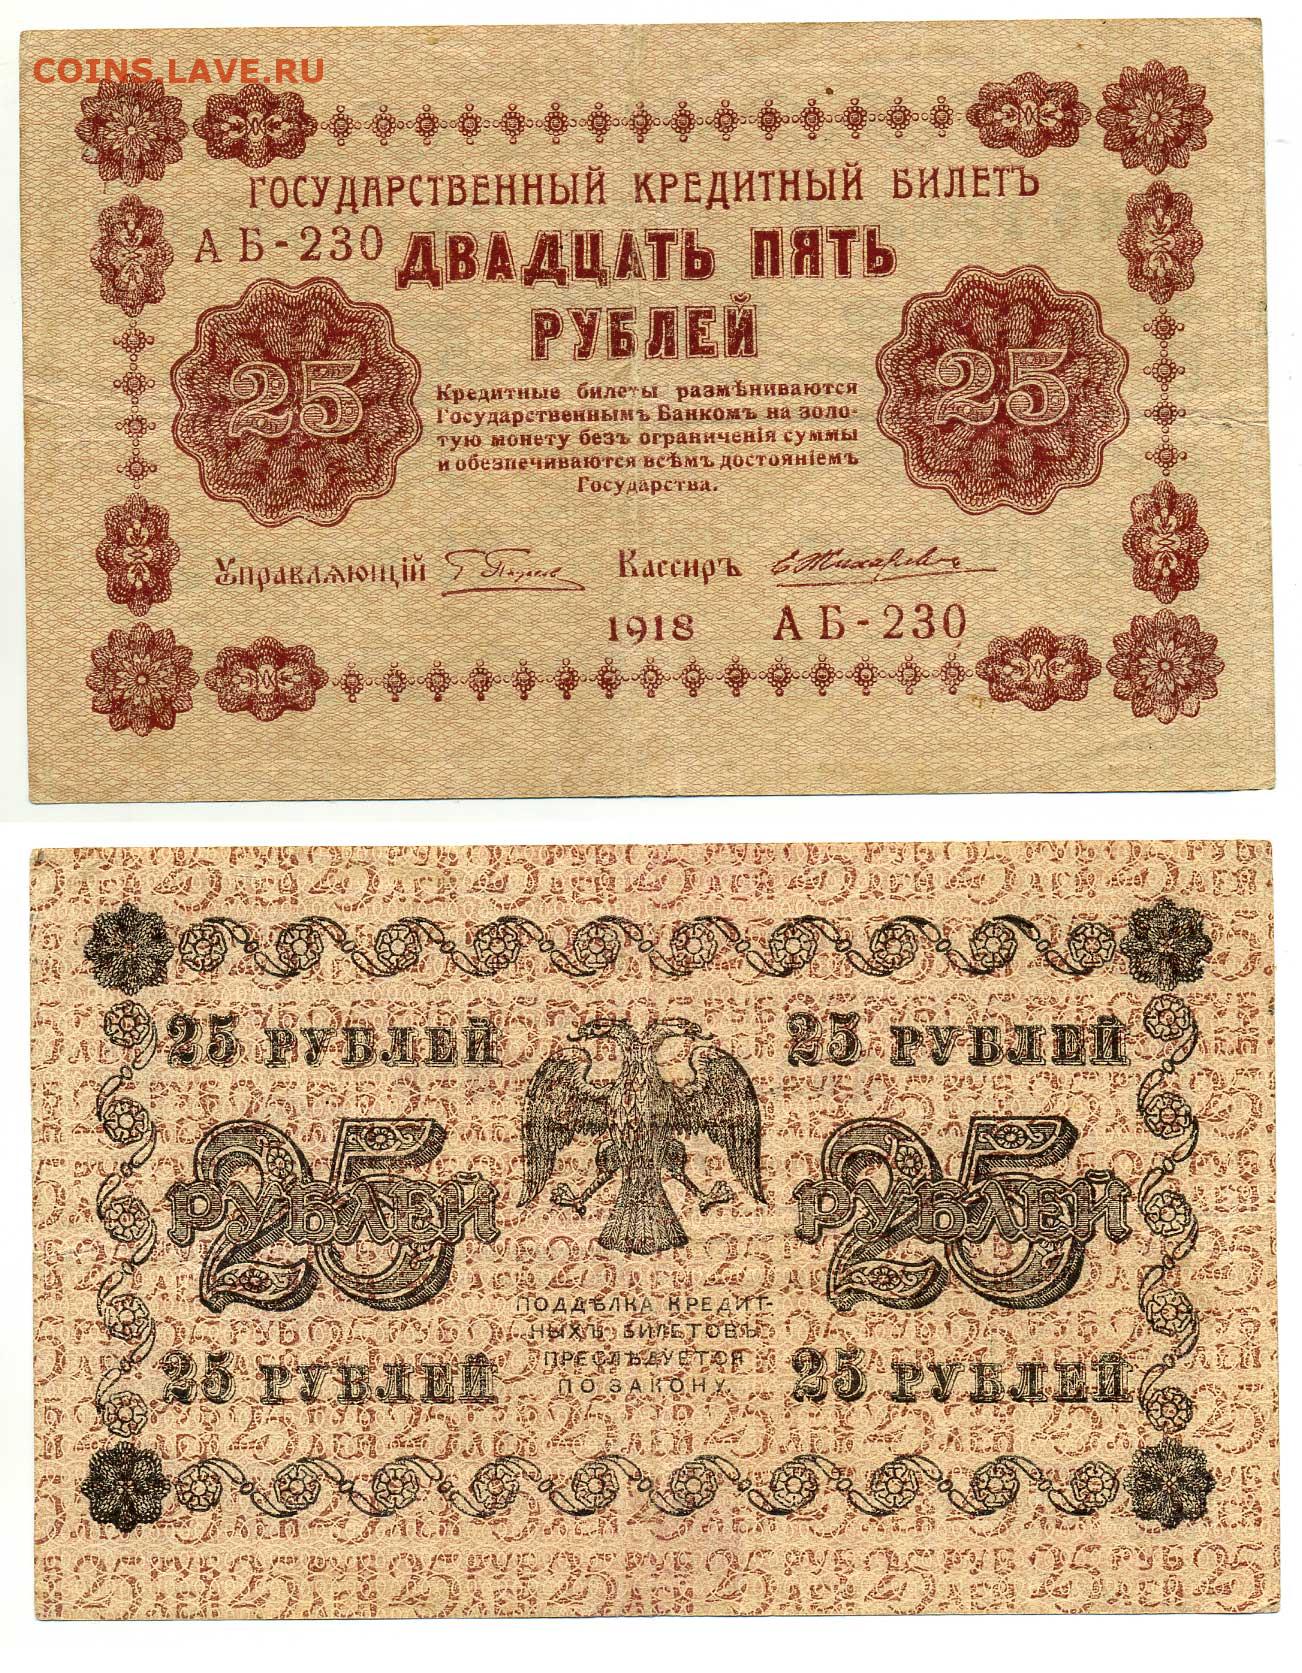 COINS.LAVE.RU
ГОСУДАРСТВЕННЫЙ КРЕДИТНЫЙ БИЛЕТЪ
АБ-230
ДВАДЦАТЬ ПЯТЬ
РУБЛЕЙ
25
25
Кредитные билеты размѣниваются
Государственнымъ Банкомъ на золо-
тую монету безъ ограниченія суммы
и обезпечиваются всѣмъ достояніемъ
Государства.
Управляющій
Кассиръ
1918
АБ-230
25 РУБЛЕЙ
25 РУБЛЕЙ
25
РУБЛЕЙ
25
РУБЛЕЙ
ПОДДѢЛКА КРЕДИТ-
НЫХЪ БИЛЕТОВЪ
ПРЕСЛѢДУЕТСЯ
ПО ЗАКОНУ.
25 РУБЛЕЙ
25 РУБЛЕЙ